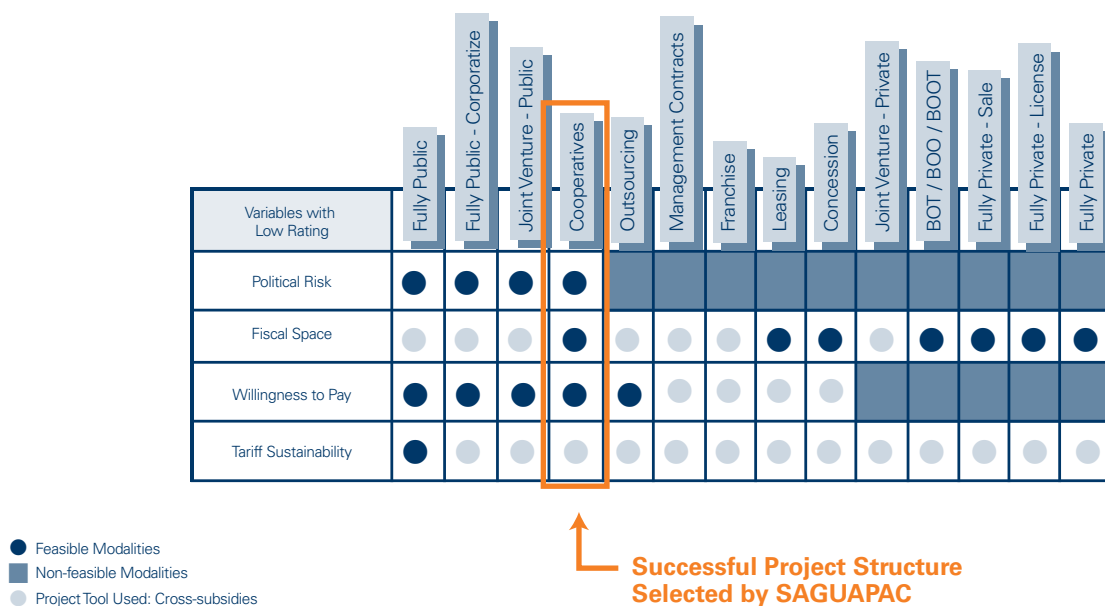 Fully Public
Fully Public - Corporatize
Joint Venture - Public
Cooperatives
Outsourcing
Management Contracts
Franchise
Leasing
Concession
Joint Venture - Private
BOT / BOO / BOOT
Fully Private - Sale
Fully Private - License
Fully Private
Variables with
Low Rating
Political Risk
Fiscal Space
Willingness to Pay
Tariff Sustainability
Feasible Modalities
Non-feasible Modalities
Project Tool Used: Cross-subsidies
Successful Project Structure
Selected by SAGUAPAC